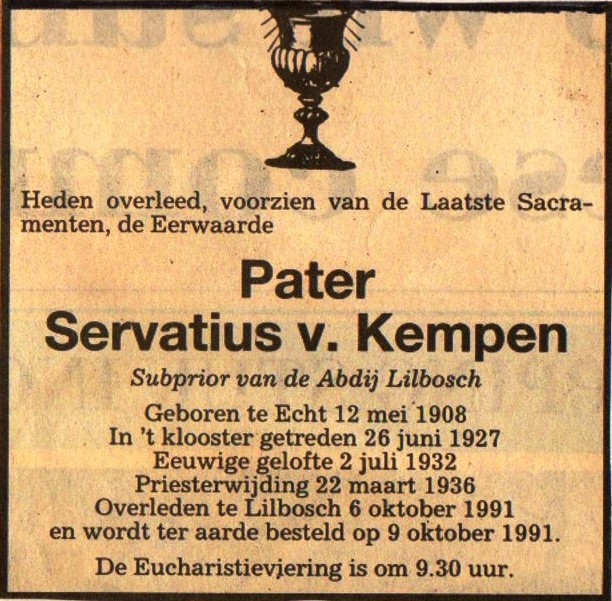 Heden overleed, voorzien van de Laatste Sacra-
menten, de Eerwaarde
Pater
Servatius v. Kempen
Subprior van de Abdij Lilbosch
Geboren te Echt 12 mei 1908
In 't klooster getreden 26 juni 1927
Eeuwige gelofte 2 juli 1932
Priesterwijding 22 maart 1936
Overleden te Lilbosch 6 oktober 1991
en wordt ter aarde besteld op 9 oktober 1991.
De Eucharistieviering is om 9.30 uur.